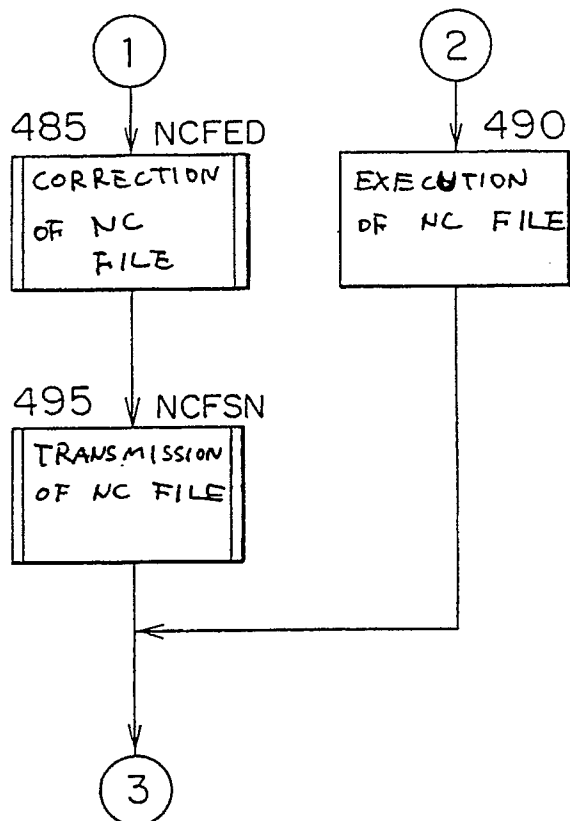 1
2
485 NCFED
490
CORRECTION
OF NC
FILE
EXECUTION
OF NC FILE
495 NCFSN
TRANSMISSION
OF NC FILE
3